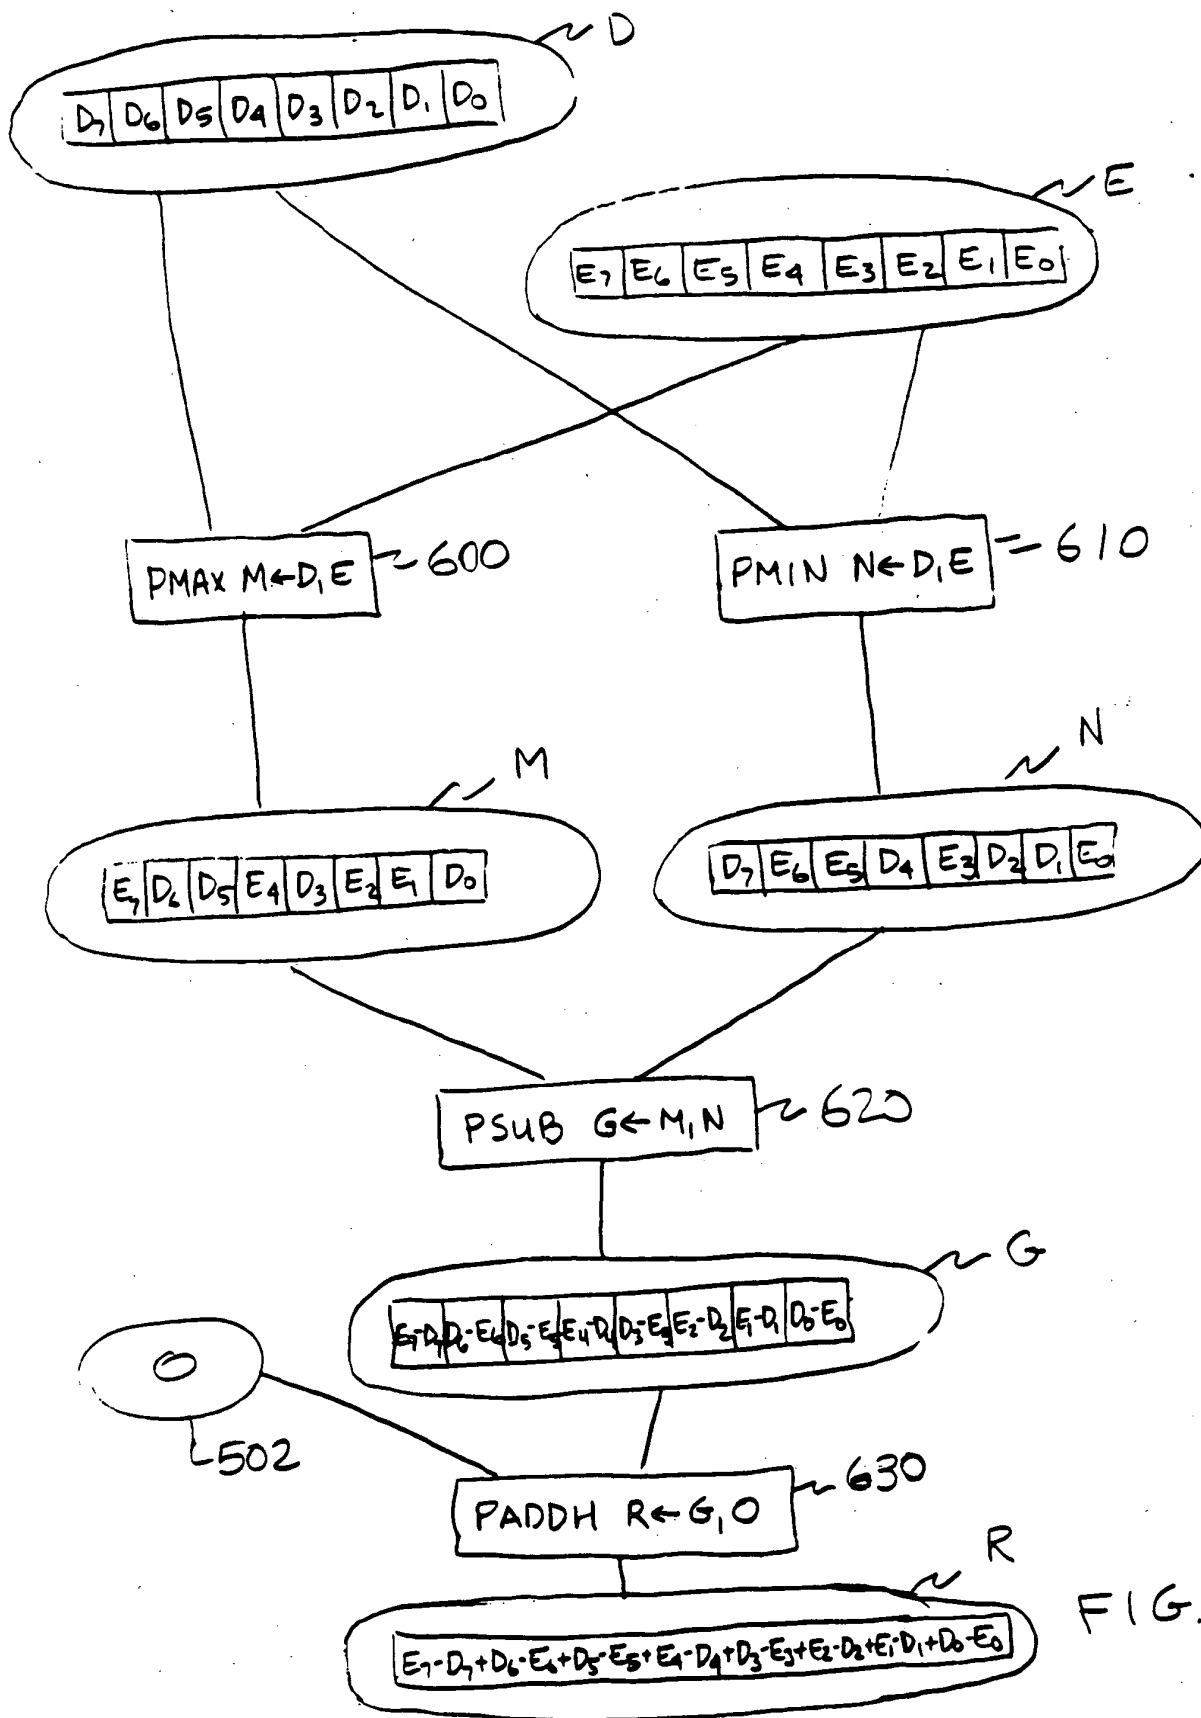 D
D7 D6 D5 D4 D3 D2 D1 D0
E
E7 E6 E5 E4 E3 E2 E1 E0
PMAX M←D,E
600
PMIN N←D,E
610
M
E7 D6 D5 E4 D3 E2 E1 D0
N
D7 E6 E5 D4 E3 D2 D1 E0
PSUB G←M,N
620
G
E7-D7 D6-E6 D5-E5 E4-D4 D3-E3 E2-D2 E1-D1 D0-E0
0
502
PADDH R←G,0
630
R
E7-D7+D6-E6+D5-E5+E4-D4+D3-E3+E2-D2+E1-D1+D0-E0
FIG.